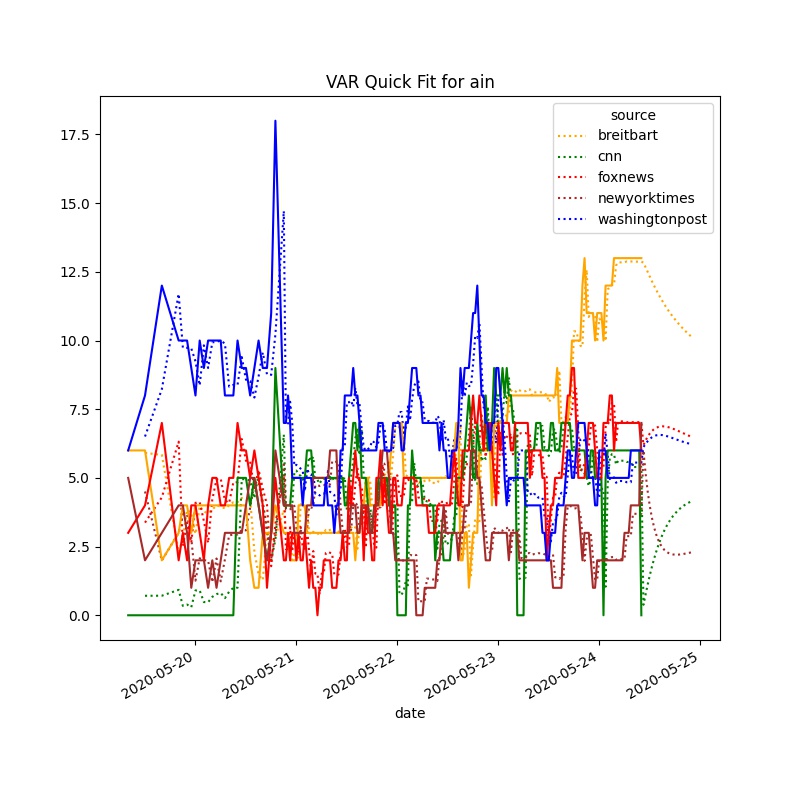 VAR Quick Fit for ain
source
breitbart
cnn
foxnews
newyorktimes
washingtonpost
17.5
15.0
12.5
10.0
7.5
5.0
2.5
0.0
2020-05-20
2020-05-21
2020-05-22
2020-05-23
2020-05-24
2020-05-25
date